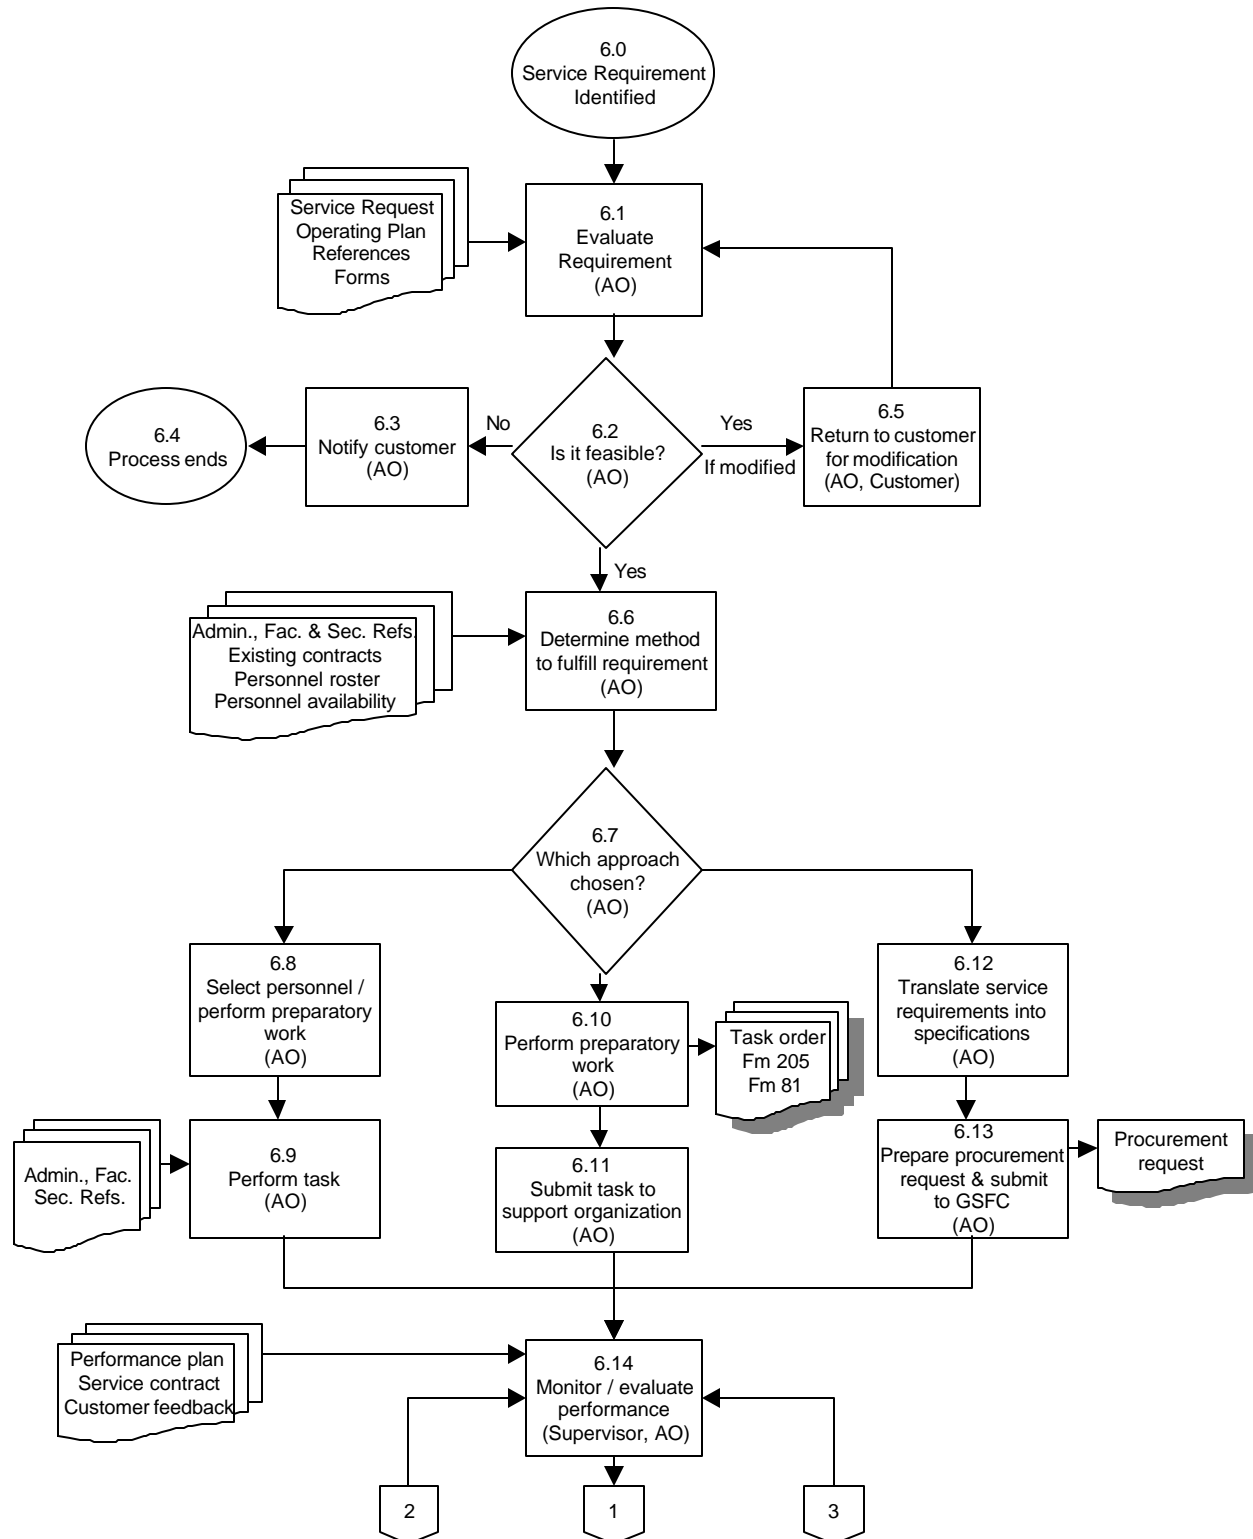 6.0
Service Requirement
Identified
Service Request
Operating Plan
References
Forms
6.1
Evaluate
Requirement
(AO)
6.4
Process ends
6.3
Notify customer
(AO)
No
6.2
Is it feasible?
(AO)
Yes
If modified
6.5
Return to customer
for modification
(AO, Customer)
Yes
Admin., Fac. & Sec. Refs.
Existing contracts
Personnel roster
Personnel availability
6.6
Determine method
to fulfill requirement
(AO)
6.7
Which approach
chosen?
(AO)
6.8
Select personnel /
perform preparatory
work
(AO)
6.10
Perform preparatory
work
(AO)
Task order
Fm 205
Fm 81
6.12
Translate service
requirements into
specifications
(AO)
Admin., Fac.
Sec. Refs.
6.9
Perform task
(AO)
6.11
Submit task to
support organization
(AO)
6.13
Prepare procurement
request & submit
to GSFC
(AO)
Procurement
request
Performance plan
Service contract
Customer feedback
6.14
Monitor / evaluate
performance
(Supervisor, AO)
2
1
3